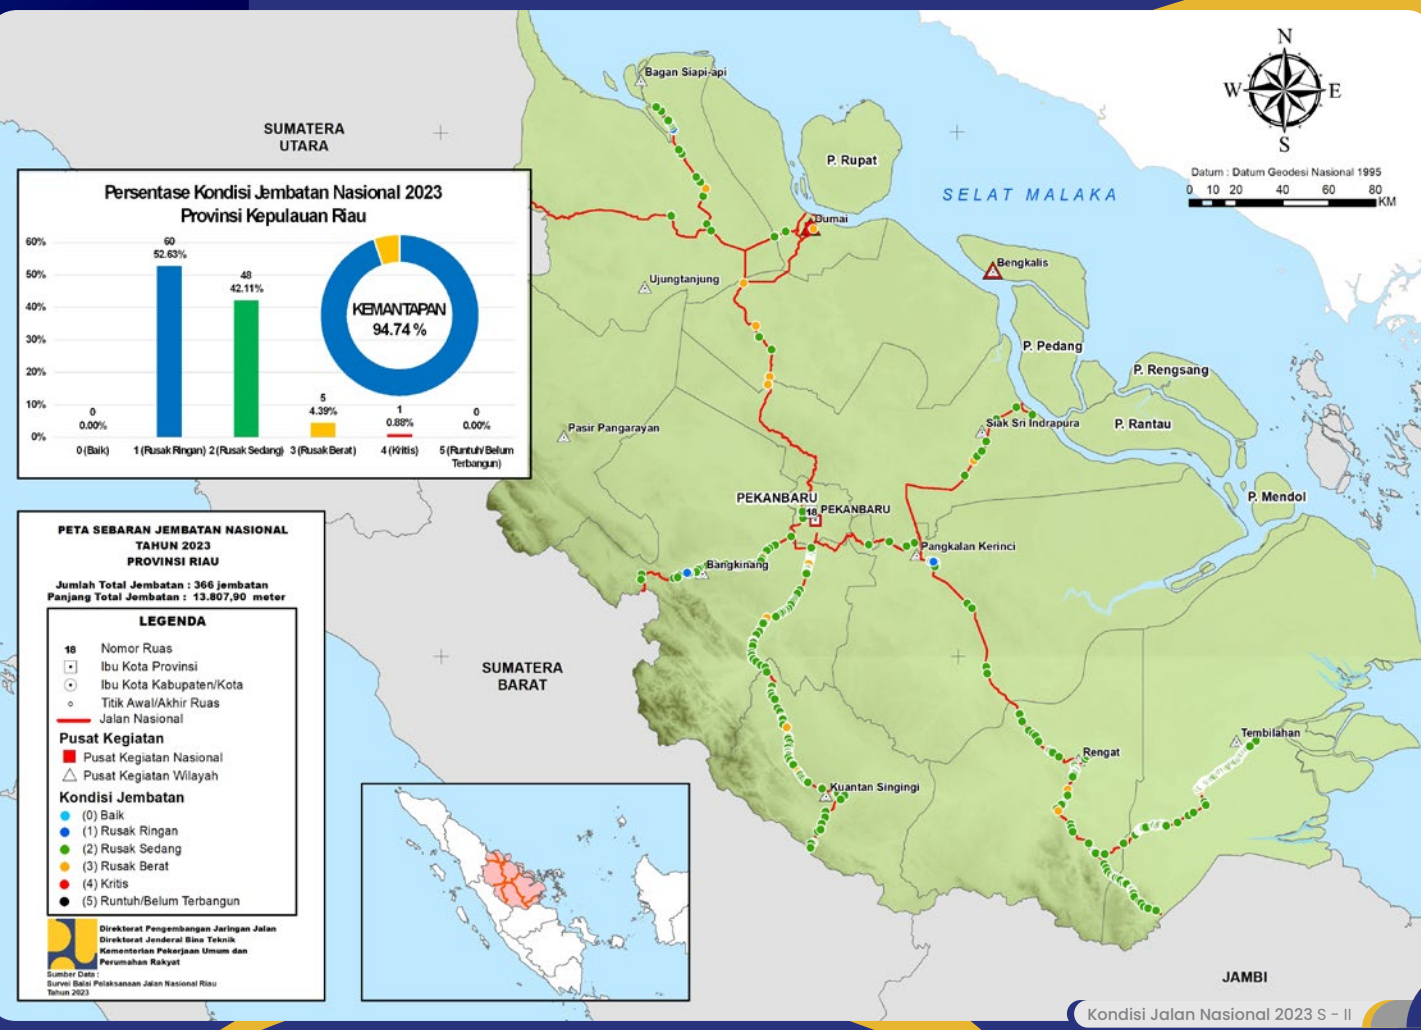 Bagan Siapi-api
SUMATERA
UTARA
P. Rupat
N
W
E
S
Datum : Datum Geodesi Nasional 1995
0 10 20 40 60 80
KM
SELAT MALAKA
Dumai
Persentase Kondisi Jembatan Nasional 2023
Provinsi Kepulauan Riau
60%
50%
40%
30%
20%
10%
0%
0
0.00%
60
52.63%
48
42.11%
5
4.39%
1
0.88%
0
0.00%
KEMANTAPAN
94.74 %
0 (Baik)
1 (Rusak Ringan)
2 (Rusak Sedang)
3 (Rusak Berat)
4 (Kritis)
5 (Runtuh/Belum
Terbangun)
Ujungtanjung
Bengkalis
P. Pedang
P. Rengsang
P. Rantau
Pasir Pangarayan
Siak Sri Indrapura
P. Mendol
PEKANBARU
18
PEKANBARU
Pangkalan Kerinci
Bangkinang
SUMATERA
BARAT
Tembilahan
Rengat
Kuantan Singingi
JAMBI
PETA SEBARAN JEMBATAN NASIONAL
TAHUN 2023
PROVINSI RIAU
Jumlah Total Jembatan : 366 jembatan
Panjang Total Jembatan : 13.807,90 meter
LEGENDA
18 Nomor Ruas
Ibu Kota Provinsi
Ibu Kota Kabupaten/Kota
Titik Awal/Akhir Ruas
Jalan Nasional
Pusat Kegiatan
Pusat Kegiatan Nasional
Pusat Kegiatan Wilayah
Kondisi Jembatan
(0) Baik
(1) Rusak Ringan
(2) Rusak Sedang
(3) Rusak Berat
(4) Kritis
(5) Runtuh/Belum Terbangun
Direktorat Pengembangan Jaringan Jalan
Direktorat Jenderal Bina Teknik
Kementerian Pekerjaan Umum dan
Perumahan Rakyat
Sumber Data :
Survei Balai Pelaksanaan Jalan Nasional Riau
Tahun 2023
Kondisi Jalan Nasional 2023 S - II